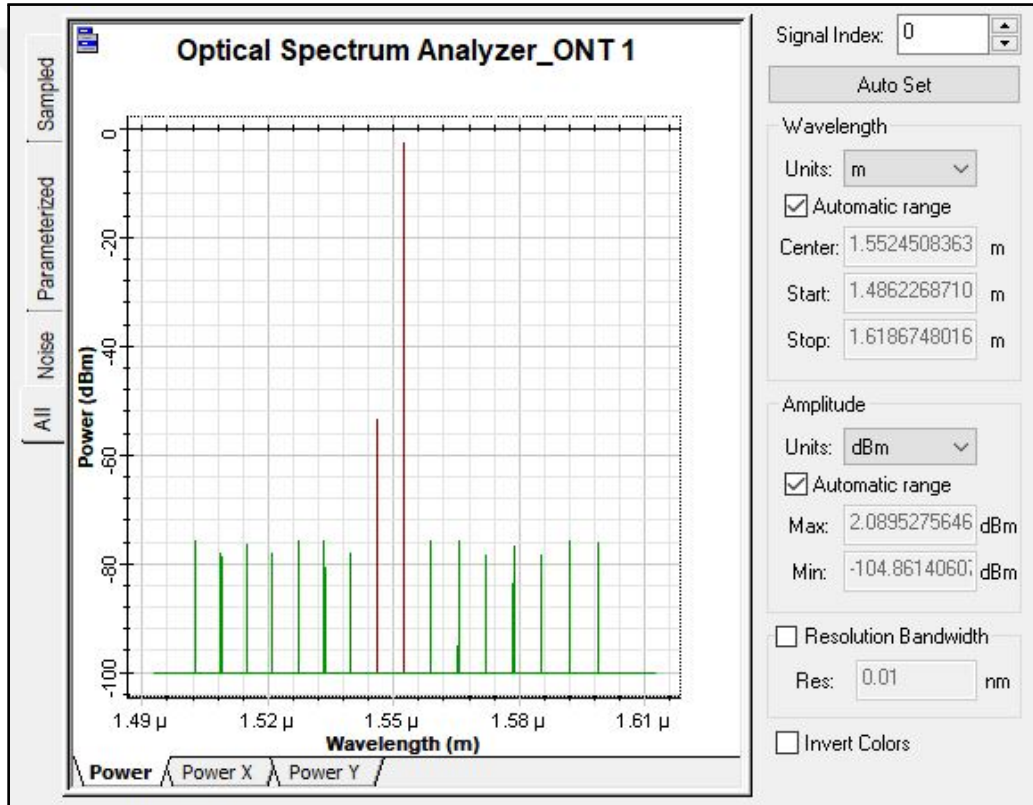 Optical Spectrum Analyzer_ONT 1
Sampled
Parameterized
Noise
All
Power (dBm)
0
-20
-40
-60
-80
-100
1.49 µ 1.52 µ 1.55 µ 1.58 µ 1.61 µ
Wavelength (m)
Power Power X Power Y
Signal Index: 0
Auto Set
Wavelength
Units: m
Automatic range
Center: 1.5524508363 m
Start: 1.4862268710 m
Stop: 1.6186748016 m
Amplitude
Units: dBm
Automatic range
Max: 2.0895275646 dBm
Min: -104.86140607 dBm
Resolution Bandwidth
Res: 0.01 nm
Invert Colors